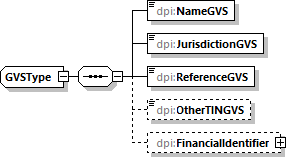 GVSType
dpi:NameGVS
dpi:JurisdictionGVS
dpi:ReferenceGVS
dpi:OtherTINGVS
dpi:FinancialIdentifier